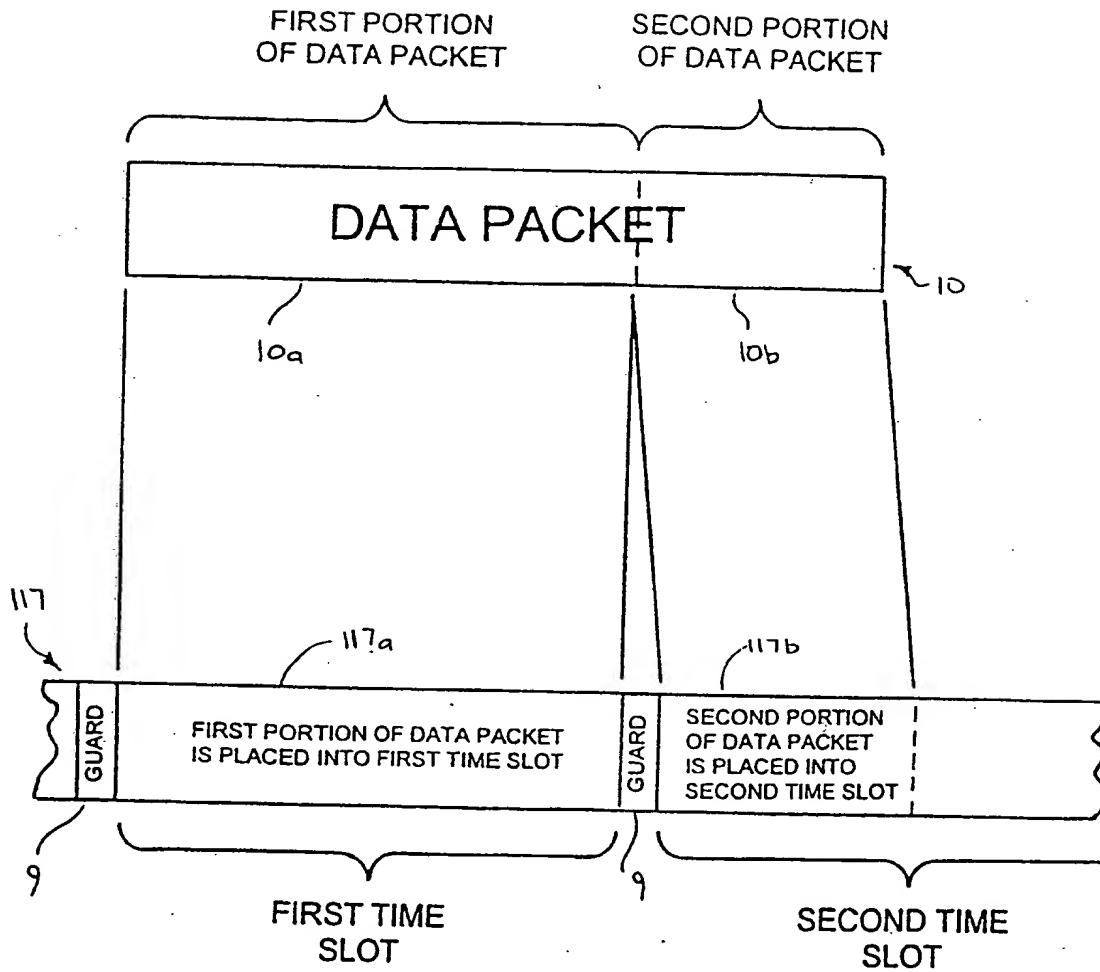 FIRST PORTION
OF DATA PACKET
SECOND PORTION
OF DATA PACKET
DATA PACKET
10
10a
10b
117
117a
117b
GUARD
FIRST PORTION OF DATA PACKET
IS PLACED INTO FIRST TIME SLOT
GUARD
SECOND PORTION
OF DATA PACKET
IS PLACED INTO
SECOND TIME SLOT
9
9
FIRST TIME
SLOT
SECOND TIME
SLOT